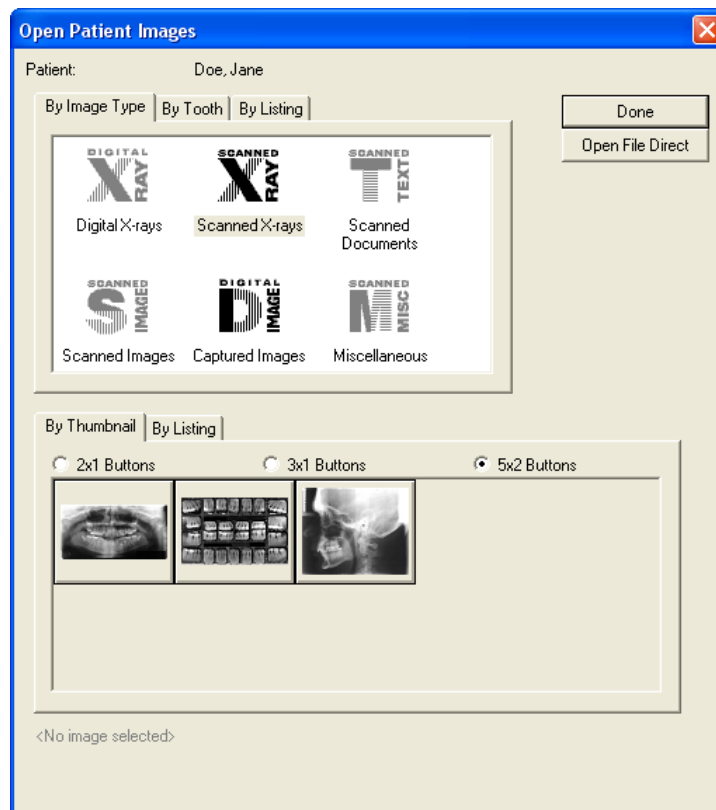 Open Patient Images
Patient: Doe, Jane
By Image Type By Tooth By Listing
Done
Open File Direct
DIGITAL XRAY
SCANNED XRAY
SCANNED TEXT
Digital X-rays Scanned X-rays Scanned Documents
SCANNED IMAGE
DIGITAL IMAGE
SCANNED MISC
Scanned Images Captured Images Miscellaneous
By Thumbnail By Listing
2x1 Buttons 3x1 Buttons 5x2 Buttons
<No image selected>